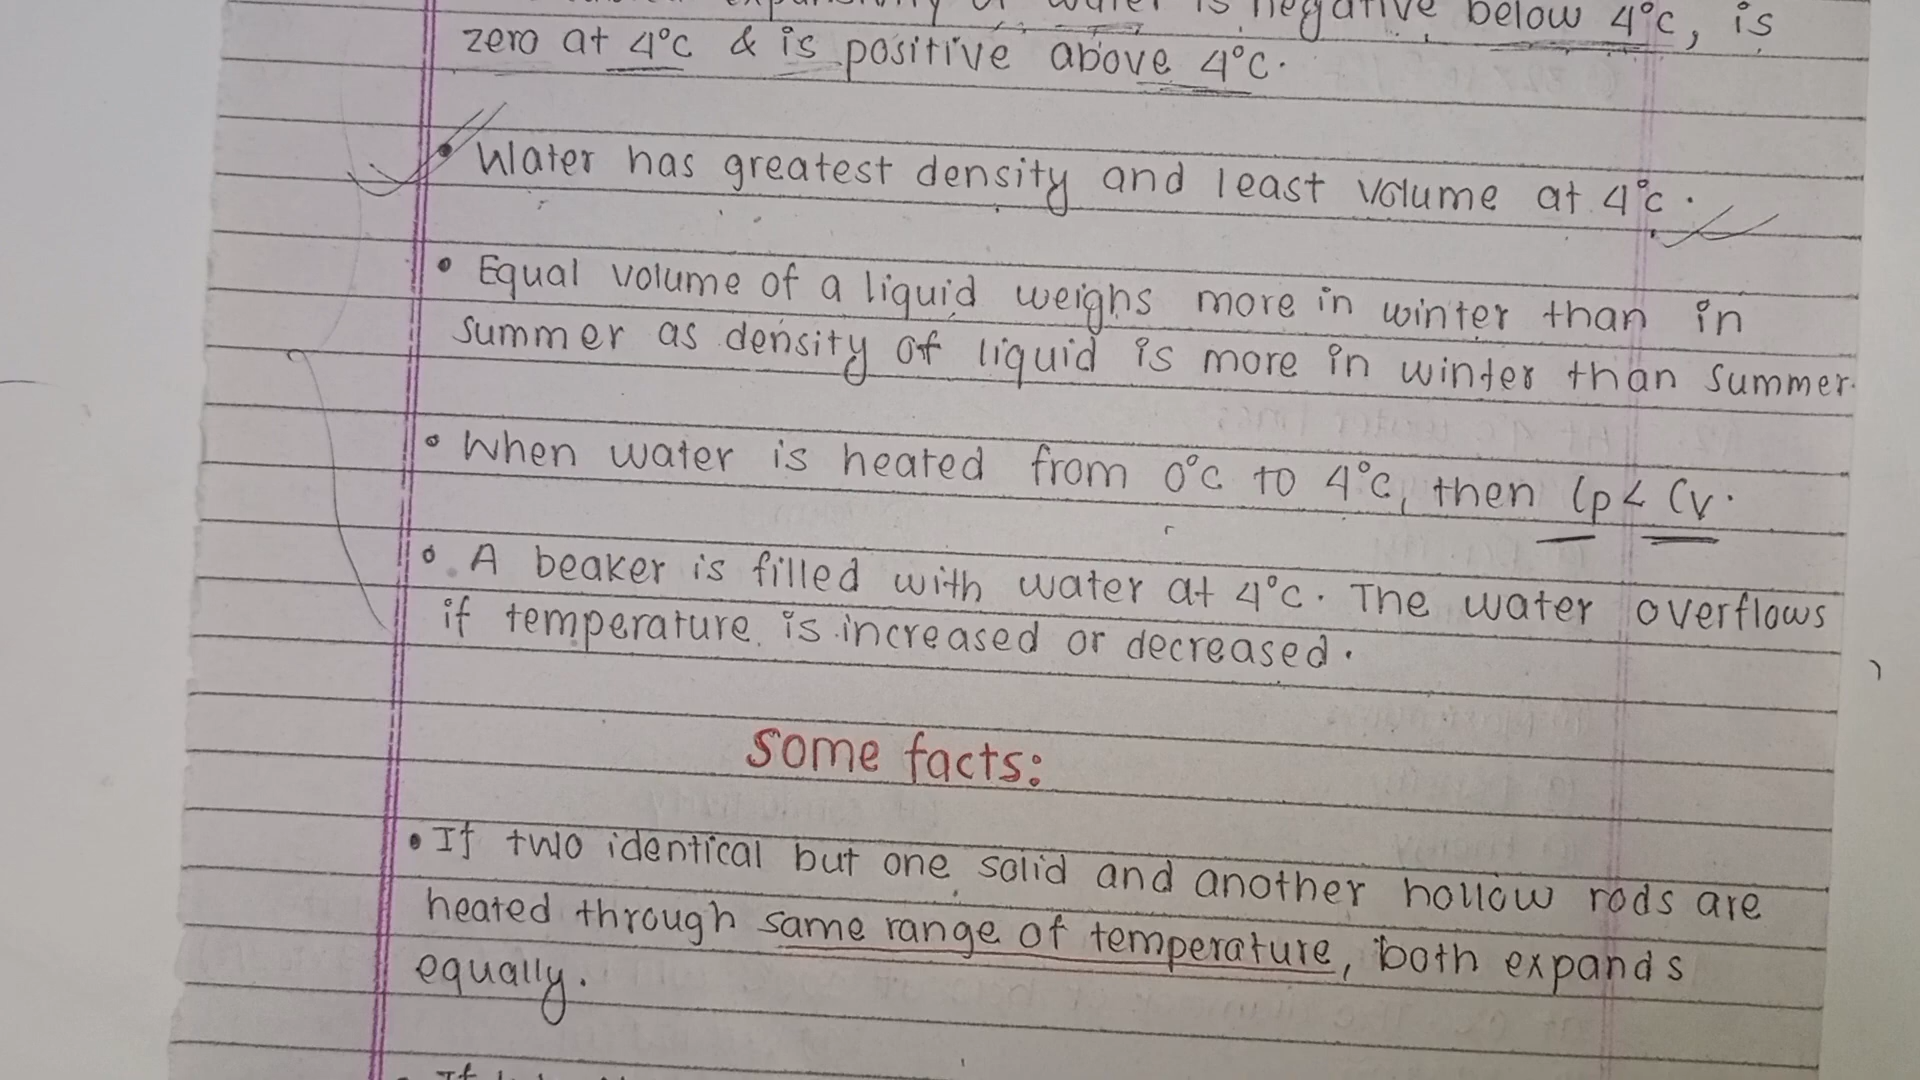 of water is negative below 4°C, is
zero at 4°C & is positive above 4°C.
• Water has greatest density and least volume at 4°C.
• Equal volume of a liquid weighs more in winter than in
summer as density of liquid is more in winter than summer.
• When water is heated from 0°C to 4°C, then Cp < Cv.
• A beaker is filled with water at 4°C. The water overflows
if temperature is increased or decreased.
Some facts:
• If two identical but one solid and another hollow rods are
heated through same range of temperature, both expands
equally.